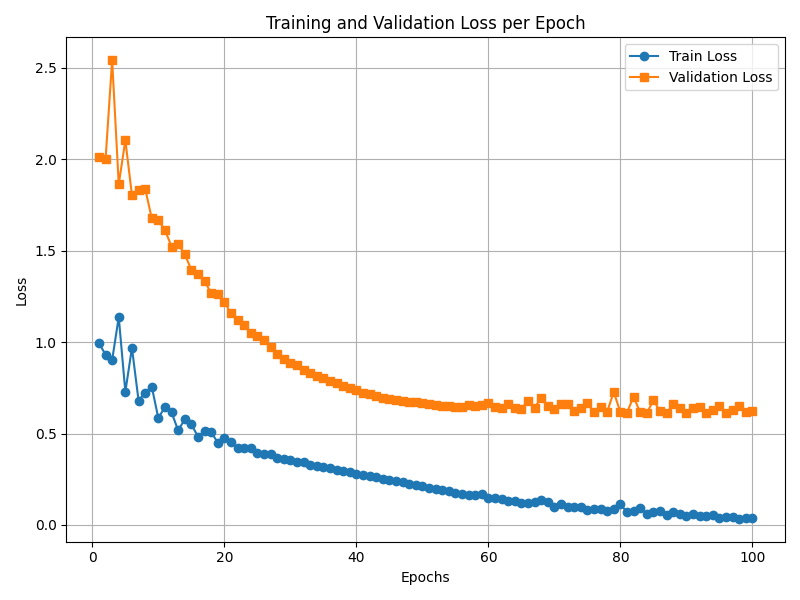 Training and Validation Loss per Epoch
Train Loss
Validation Loss
2.5
2.0
1.5
1.0
0.5
0.0
Loss
0 20 40 60 80 100
Epochs